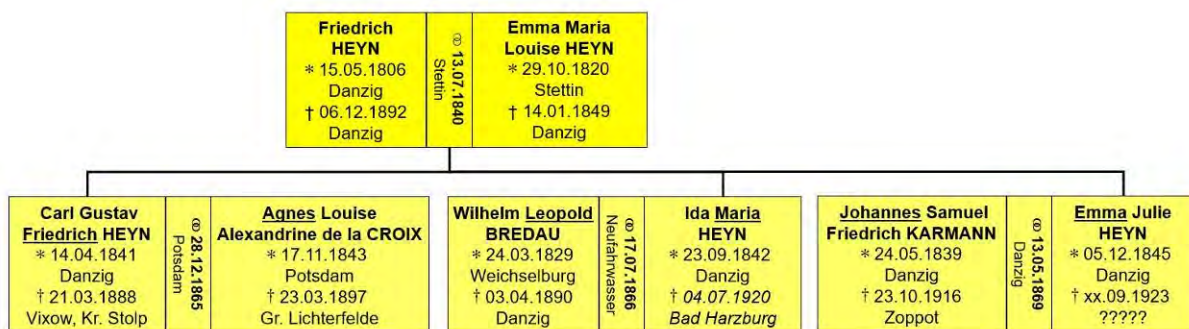 Friedrich
HEYN
* 15.05.1806
Danzig
† 06.12.1892
Danzig
⚭ 13.07.1840
Stettin
Emma Maria
Louise HEYN
* 29.10.1820
Stettin
† 14.01.1849
Danzig
Carl Gustav
Friedrich HEYN
* 14.04.1841
Danzig
† 21.03.1888
Vixow, Kr. Stolp
⚭ 28.12.1865
Potsdam
Agnes Louise
Alexandrine de la CROIX
* 17.11.1843
Potsdam
† 23.03.1897
Gr. Lichterfelde
Wilhelm Leopold
BREDAU
* 24.03.1829
Weichselburg
† 03.04.1890
Danzig
⚭ 17.07.1866
Neufahrwasser
Ida Maria
HEYN
* 23.09.1842
Danzig
† 04.07.1920
Bad Harzburg
Johannes Samuel
Friedrich KARMANN
* 24.05.1839
Danzig
† 23.10.1916
Zoppot
⚭ 13.05.1869
Danzig
Emma Julie
HEYN
* 05.12.1845
Danzig
† xx.09.1923
?????